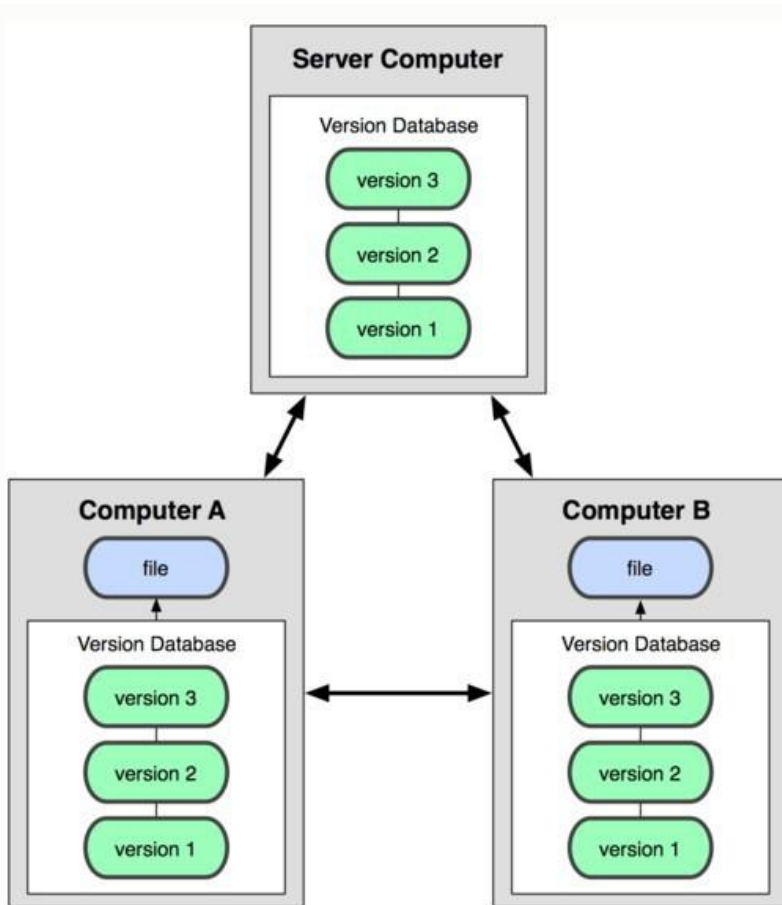 Server Computer
Version Database
version 3
version 2
version 1
Computer A
file
Version Database
version 3
version 2
version 1
Computer B
file
Version Database
version 3
version 2
version 1